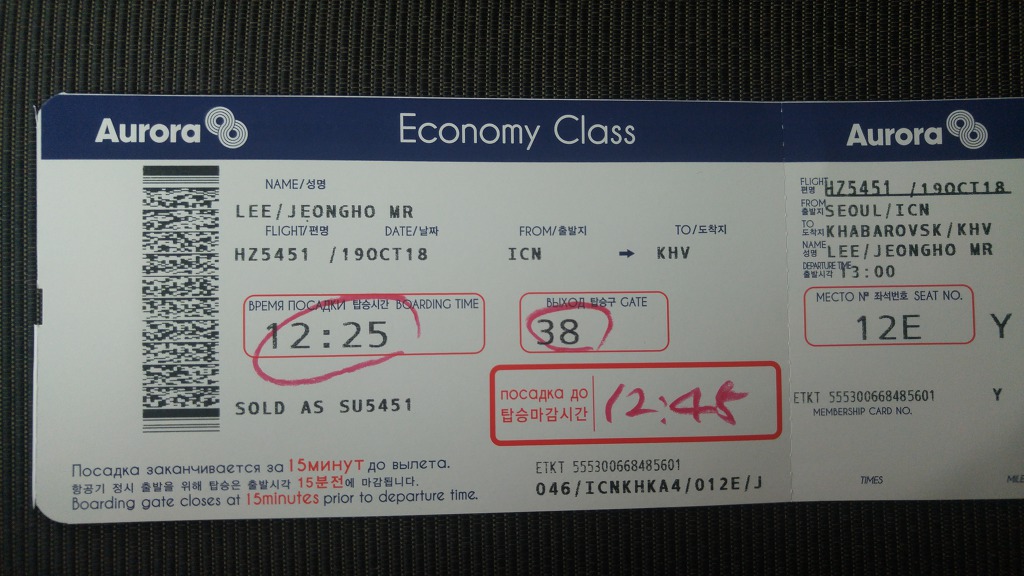 Aurora
Economy Class
NAME/성명
LEE/JEONGHO MR
FLIGHT/편명 DATE/날짜 FROM/출발지 TO/도착지
HZ5451 /19OCT18 ICN → KHV
ВРЕМЯ ПОСАДКИ 탑승시간 BOARDING TIME
12:25
ВЫХОД 탑승구 GATE
38
ПОСАДКА ДО
탑승마감시간
12:45
SOLD AS SU5451
Посадка заканчивается за 15минут до вылета.
항공기 정시 출발을 위해 탑승은 출발시각 15분전에 마감됩니다.
Boarding gate closes at 15minutes prior to departure time.
ETKT 555300668485601
046/ICNKHKA4/012E/J
Aurora
FLIGHT 편명 HZ5451 /19OCT18
FROM 출발지 SEOUL/ICN
TO 도착지 KHABAROVSK/KHV
NAME 성명 LEE/JEONGHO MR
DEPARTURE TIME 출발시각 13:00
МЕСТО № 좌석번호 SEAT NO.
12E
Y
ETKT 555300668485601 Y
MEMBERSHIP CARD NO.
TIMES